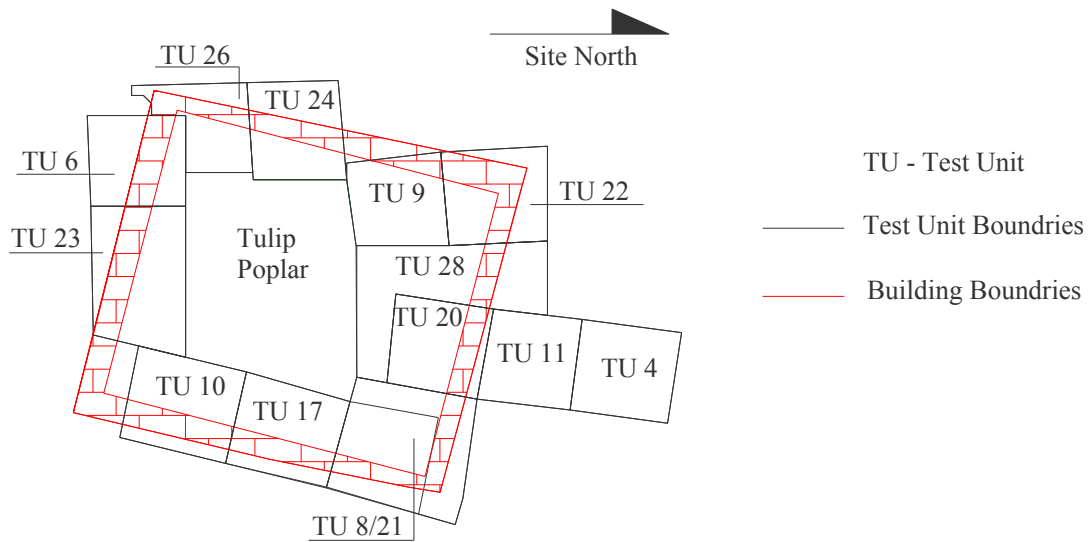 Site North
TU 26
TU 24
TU - Test Unit
TU 6
TU 9
TU 22
Test Unit Boundries
TU 23
Tulip
Poplar
TU 28
Building Boundries
TU 20
TU 11
TU 4
TU 10
TU 17
TU 8/21